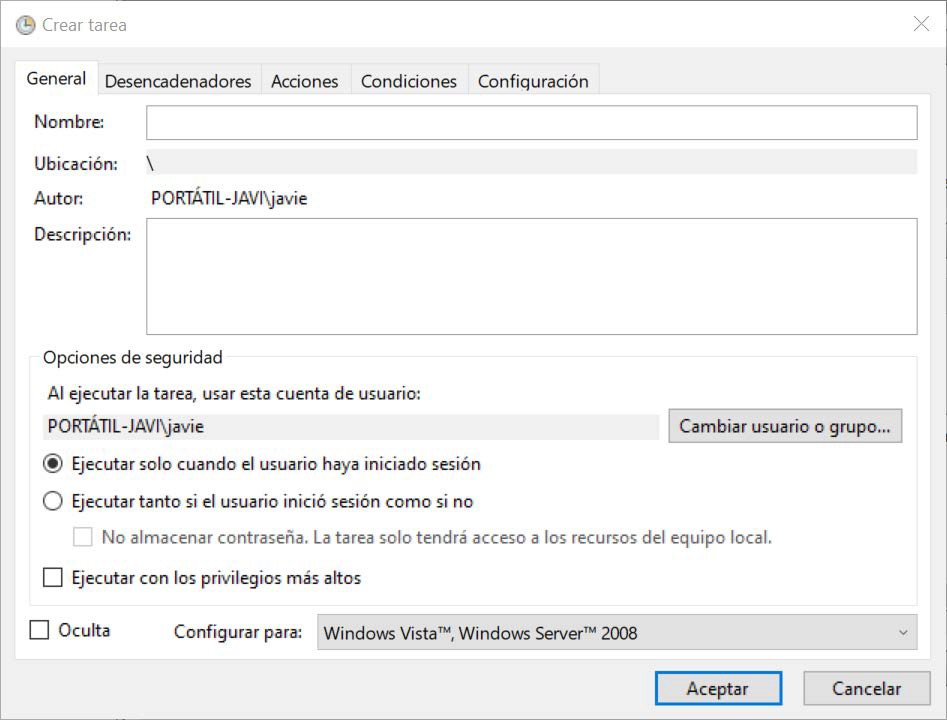 Crear tarea
General Desencadenadores Acciones Condiciones Configuración
Nombre:
Ubicación: \
Autor: PORTÁTIL-JAVI\javie
Descripción:
Opciones de seguridad
Al ejecutar la tarea, usar esta cuenta de usuario:
PORTÁTIL-JAVI\javie Cambiar usuario o grupo...
Ejecutar solo cuando el usuario haya iniciado sesión
Ejecutar tanto si el usuario inició sesión como si no
No almacenar contraseña. La tarea solo tendrá acceso a los recursos del equipo local.
Ejecutar con los privilegios más altos
Oculta Configurar para: Windows Vista™, Windows Server™ 2008
Aceptar Cancelar